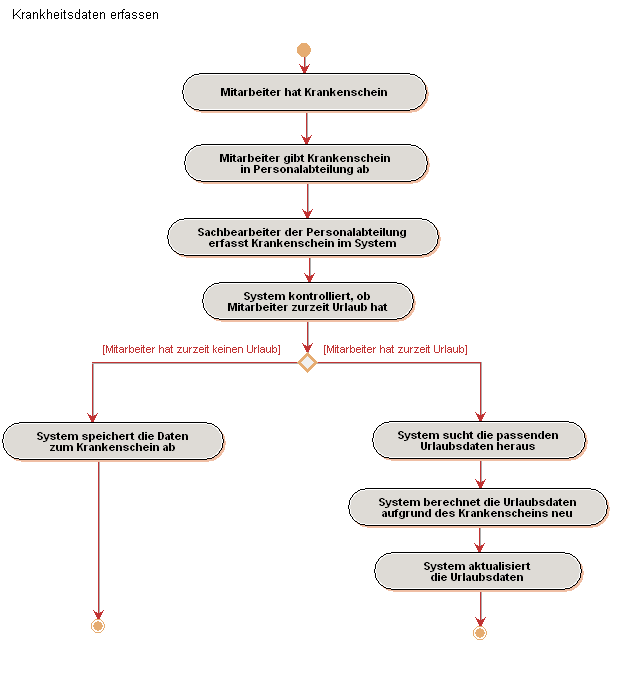 Krankheitsdaten erfassen
Mitarbeiter hat Krankenschein
Mitarbeiter gibt Krankenschein
in Personalabteilung ab
Sachbearbeiter der Personalabteilung
erfasst Krankenschein im System
System kontrolliert, ob
Mitarbeiter zurzeit Urlaub hat
[Mitarbeiter hat zurzeit keinen Urlaub]
[Mitarbeiter hat zurzeit Urlaub]
System speichert die Daten
zum Krankenschein ab
System sucht die passenden
Urlaubsdaten heraus
System berechnet die Urlaubsdaten
aufgrund des Krankenscheins neu
System aktualisiert
die Urlaubsdaten